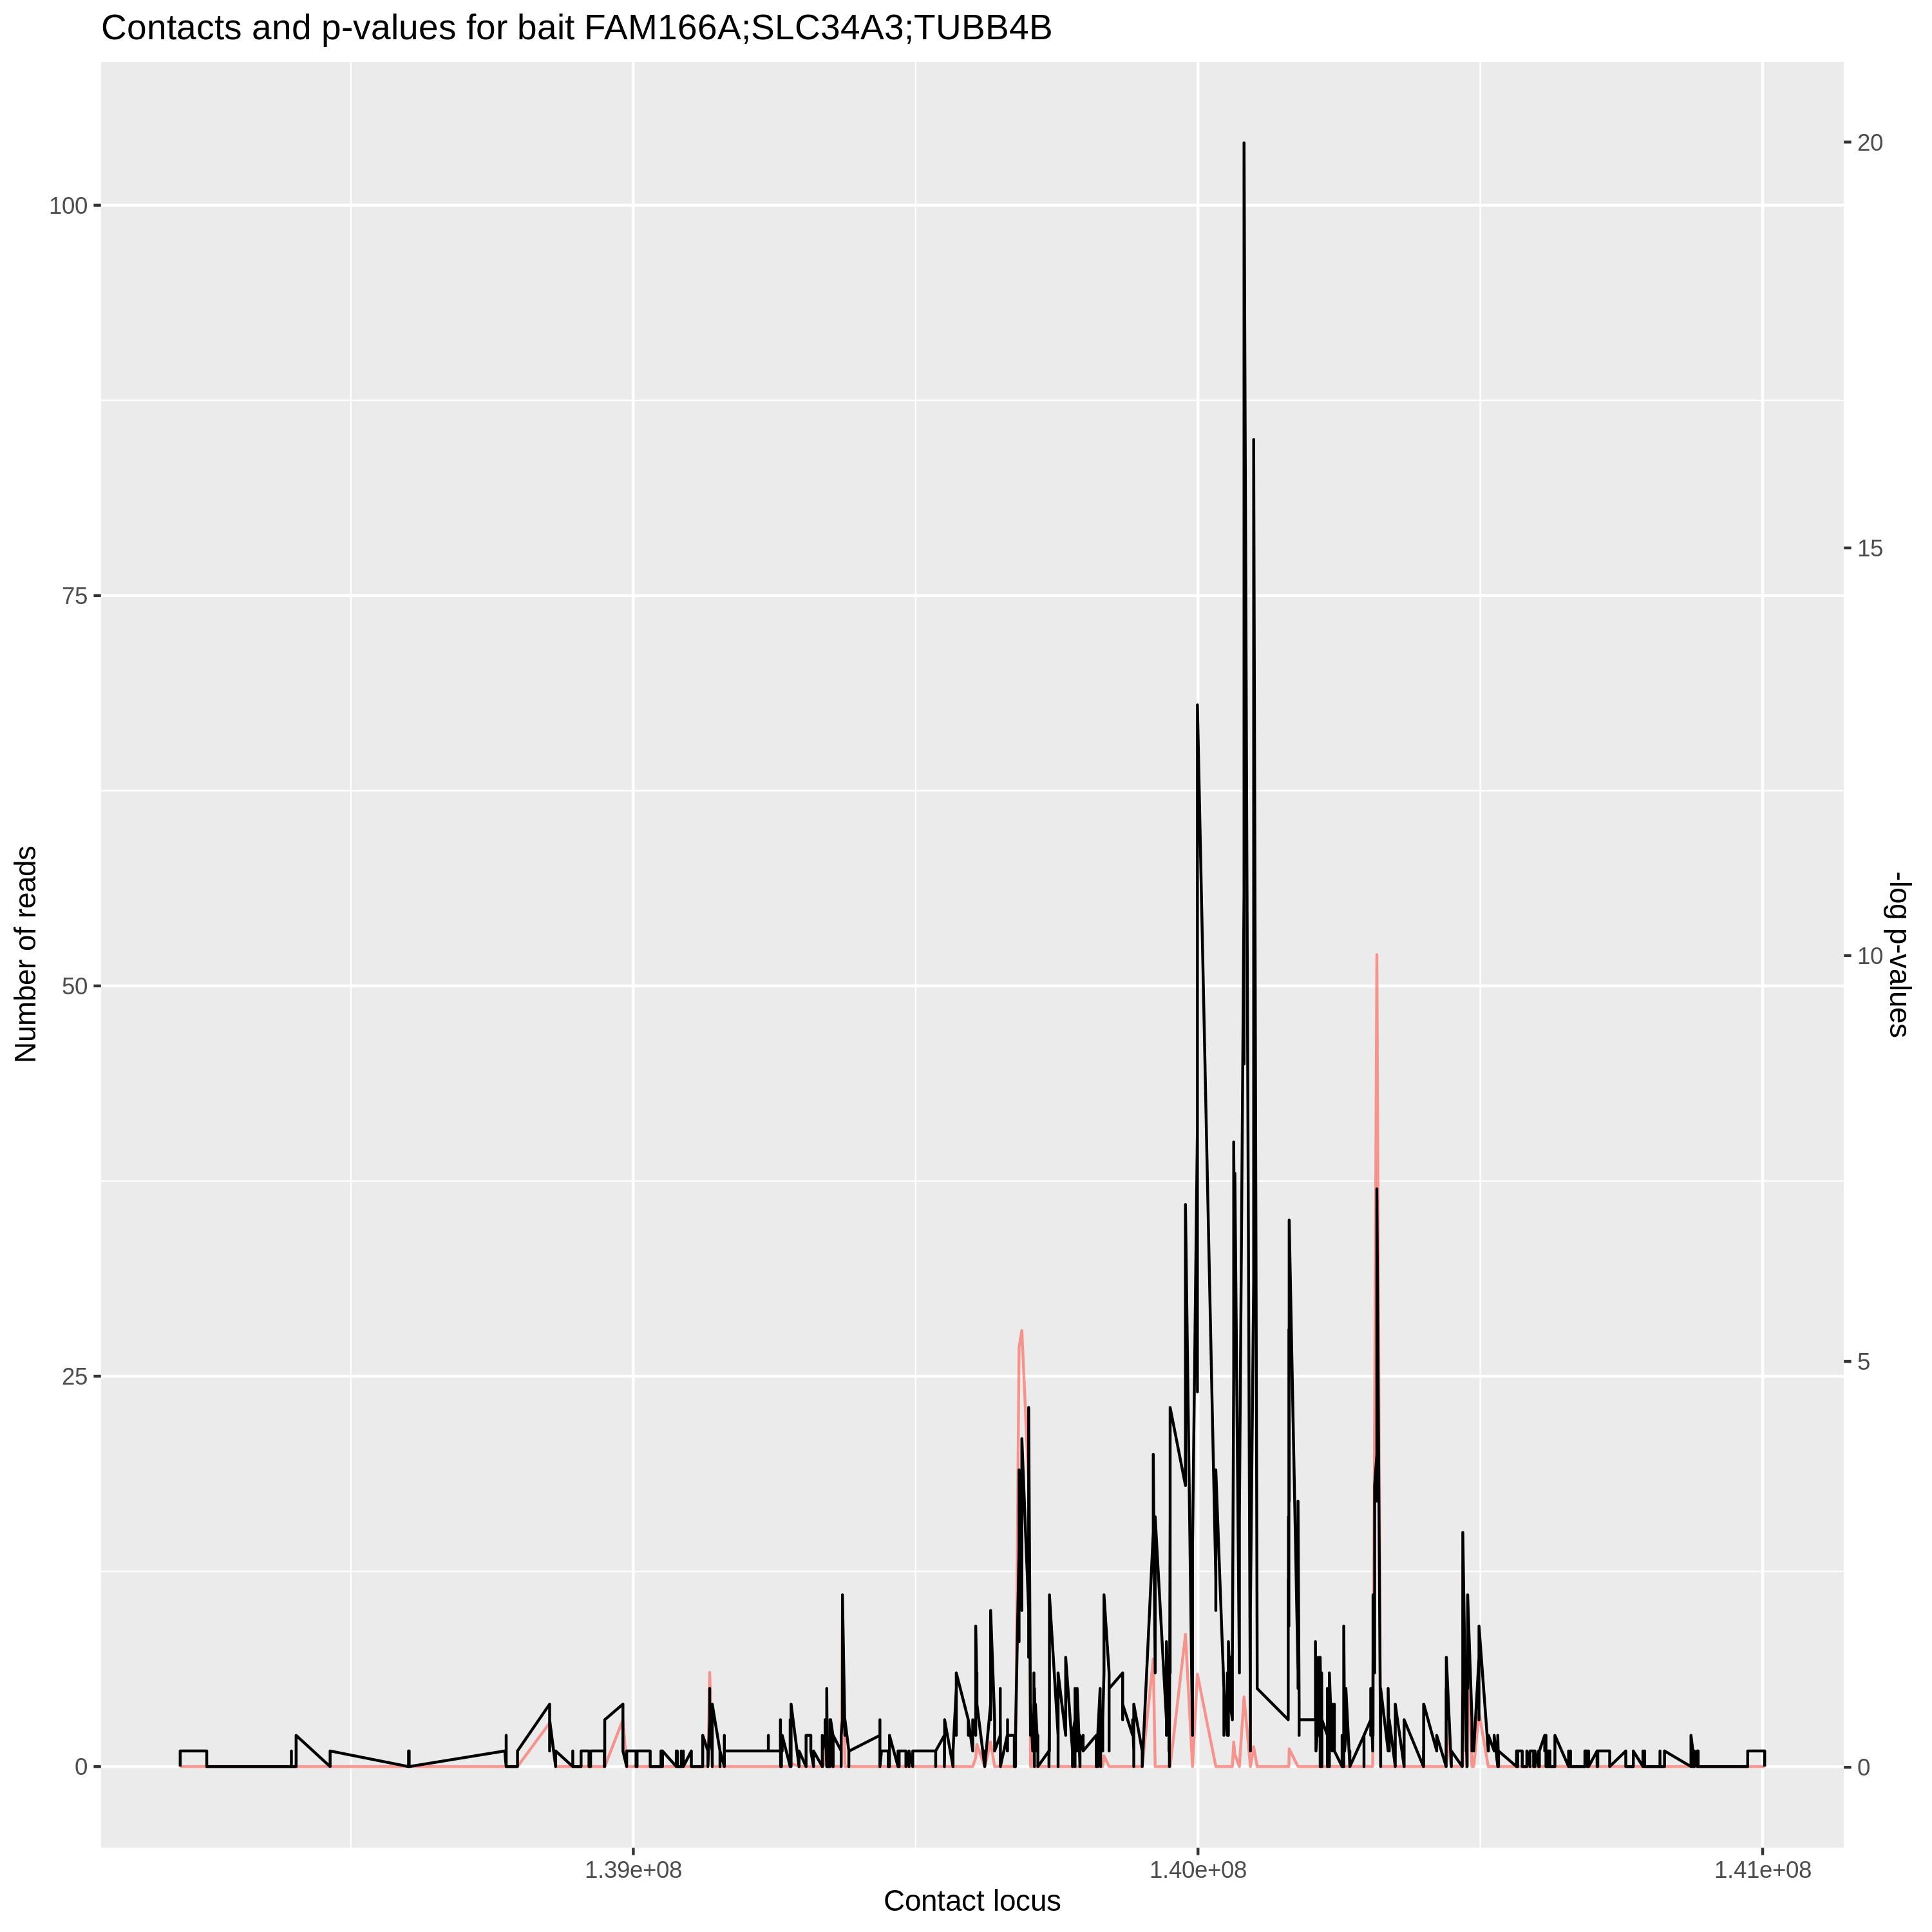 Contacts and p-values for bait FAM166A;SLC34A3;TUBB4B
100
75
50
25
0
Number of reads
20
15
10
5
0
-log p-values
1.39e+08
1.40e+08
1.41e+08
Contact locus